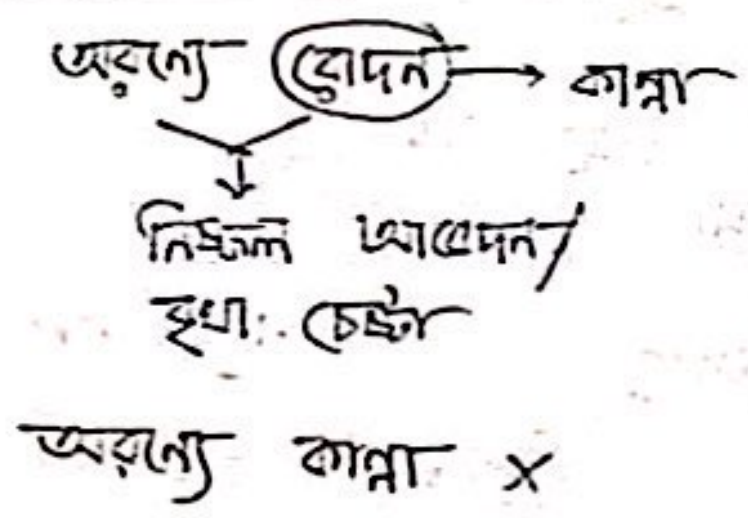 অরণ্যে রোদন → কান্না
নিষ্ফল আবেদন/
বৃথা চেষ্টা
অরণ্যে কান্না ×